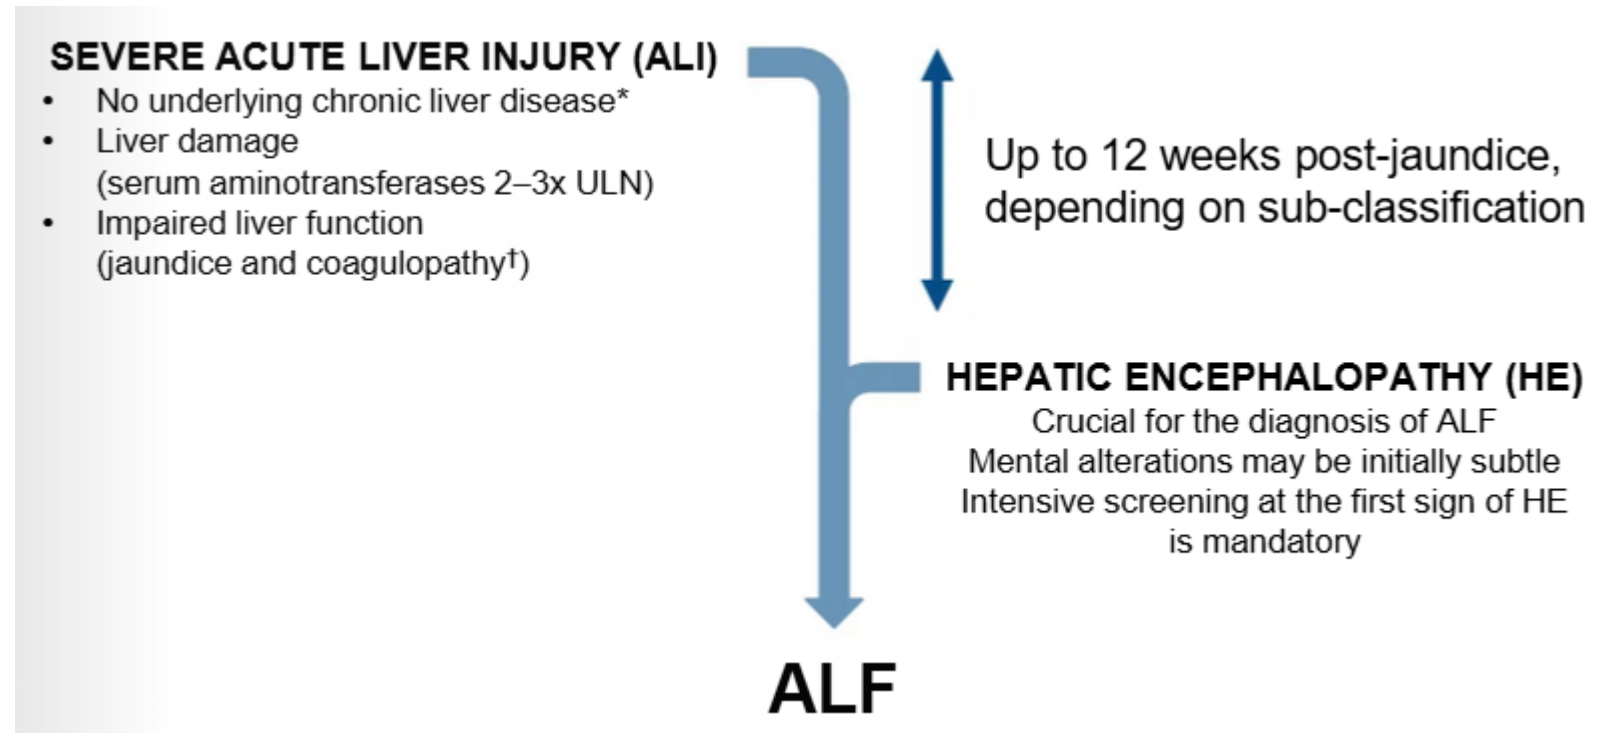 SEVERE ACUTE LIVER INJURY (ALI)
• No underlying chronic liver disease*
• Liver damage
(serum aminotransferases 2–3x ULN)
• Impaired liver function
(jaundice and coagulopathy†)
Up to 12 weeks post-jaundice,
depending on sub-classification
HEPATIC ENCEPHALOPATHY (HE)
Crucial for the diagnosis of ALF
Mental alterations may be initially subtle
Intensive screening at the first sign of HE
is mandatory
ALF